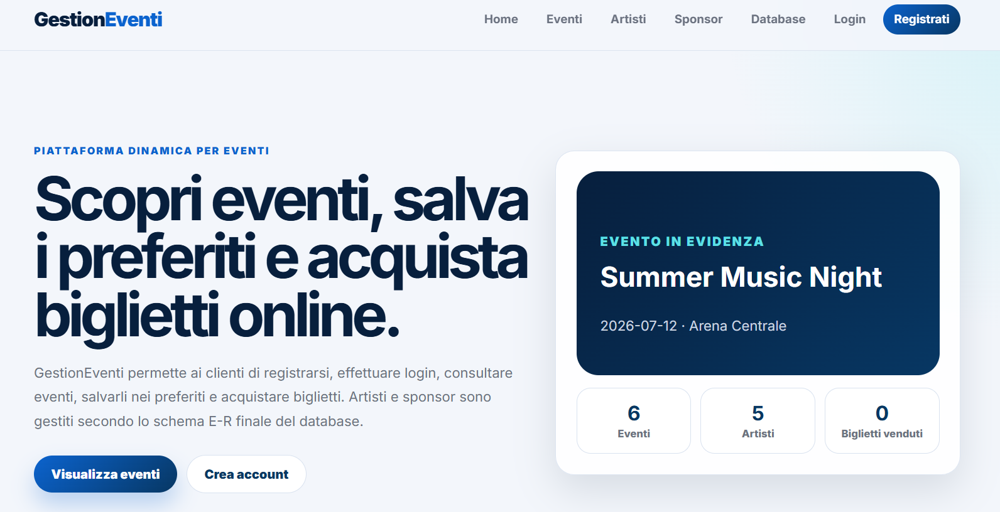 GestionEventi
Home Eventi Artisti Sponsor Database Login Registrati
PIATTAFORMA DINAMICA PER EVENTI
Scopri eventi, salva
i preferiti e acquista
biglietti online.
GestionEventi permette ai clienti di registrarsi, effettuare login, consultare
eventi, salvarli nei preferiti e acquistare biglietti. Artisti e sponsor sono
gestiti secondo lo schema E-R finale del database.
Visualizza eventi
Crea account
EVENTO IN EVIDENZA
Summer Music Night
2026-07-12 · Arena Centrale
6
Eventi
5
Artisti
0
Biglietti venduti